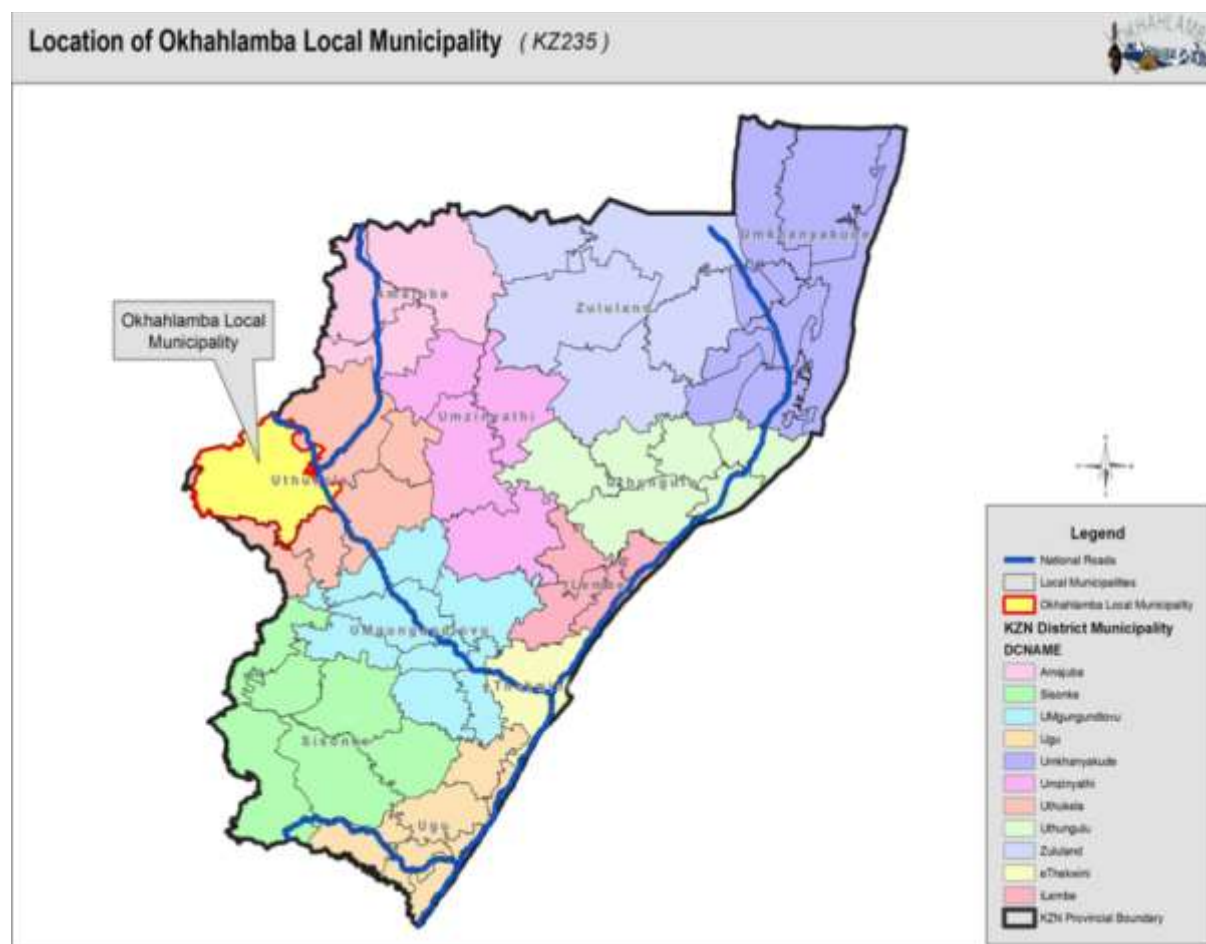 Location of Okhahlamba Local Municipality (KZ235)
Umkhanyakude
Amajuba
Zululand
Okhahlamba Local
Municipality
Umzinyathi
Uthukela
Uthungulu
iLembe
UMgungundlovu
Sisonke
Ugu
Legend
National Roads
Local Municipalities
Okhahlamba Local Municipality
KZN District Municipality
DCNAME
Amajuba
Sisonke
UMgungundlovu
Ugu
Umkhanyakude
Umzinyathi
Uthukela
Uthungulu
Zululand
eThekwini
iLembe
KZN Provincial Boundary